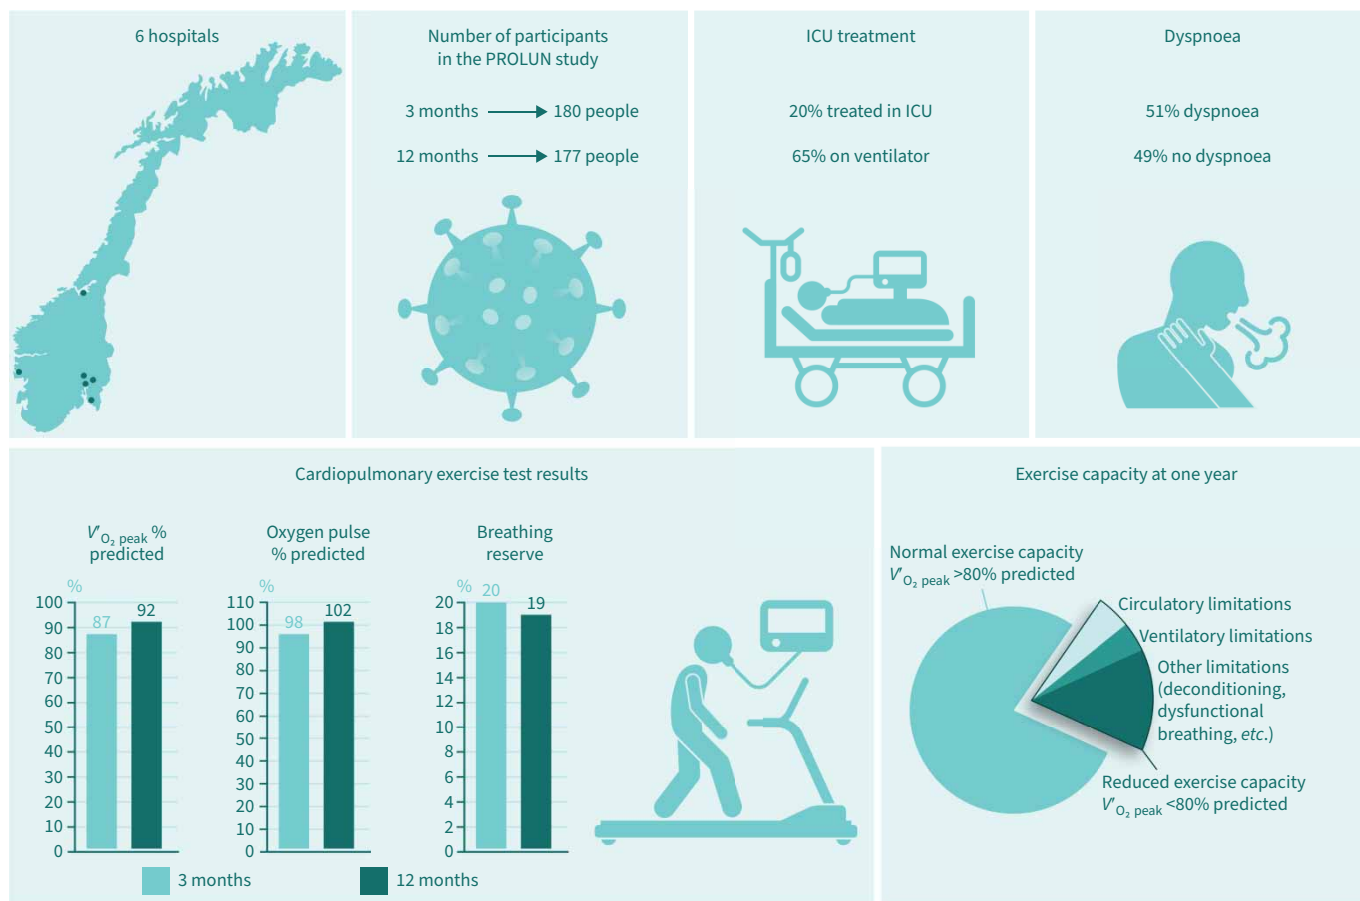 6 hospitals
Number of participants
in the PROLUN study
3 months → 180 people
12 months → 177 people
ICU treatment
20% treated in ICU
65% on ventilator
Dyspnoea
51% dyspnoea
49% no dyspnoea
Cardiopulmonary exercise test results
V′O₂ peak %
predicted
%
100
90
80
70
60
50
40
30
20
10
0
87
92
Oxygen pulse
% predicted
%
110
100
90
80
70
60
50
40
30
20
10
0
98
102
Breathing
reserve
%
20
18
16
14
12
10
8
6
4
2
0
20
19
3 months
12 months
Exercise capacity at one year
Normal exercise capacity
V′O₂ peak >80% predicted
Circulatory limitations
Ventilatory limitations
Other limitations
(deconditioning,
dysfunctional
breathing, etc.)
Reduced exercise capacity
V′O₂ peak <80% predicted